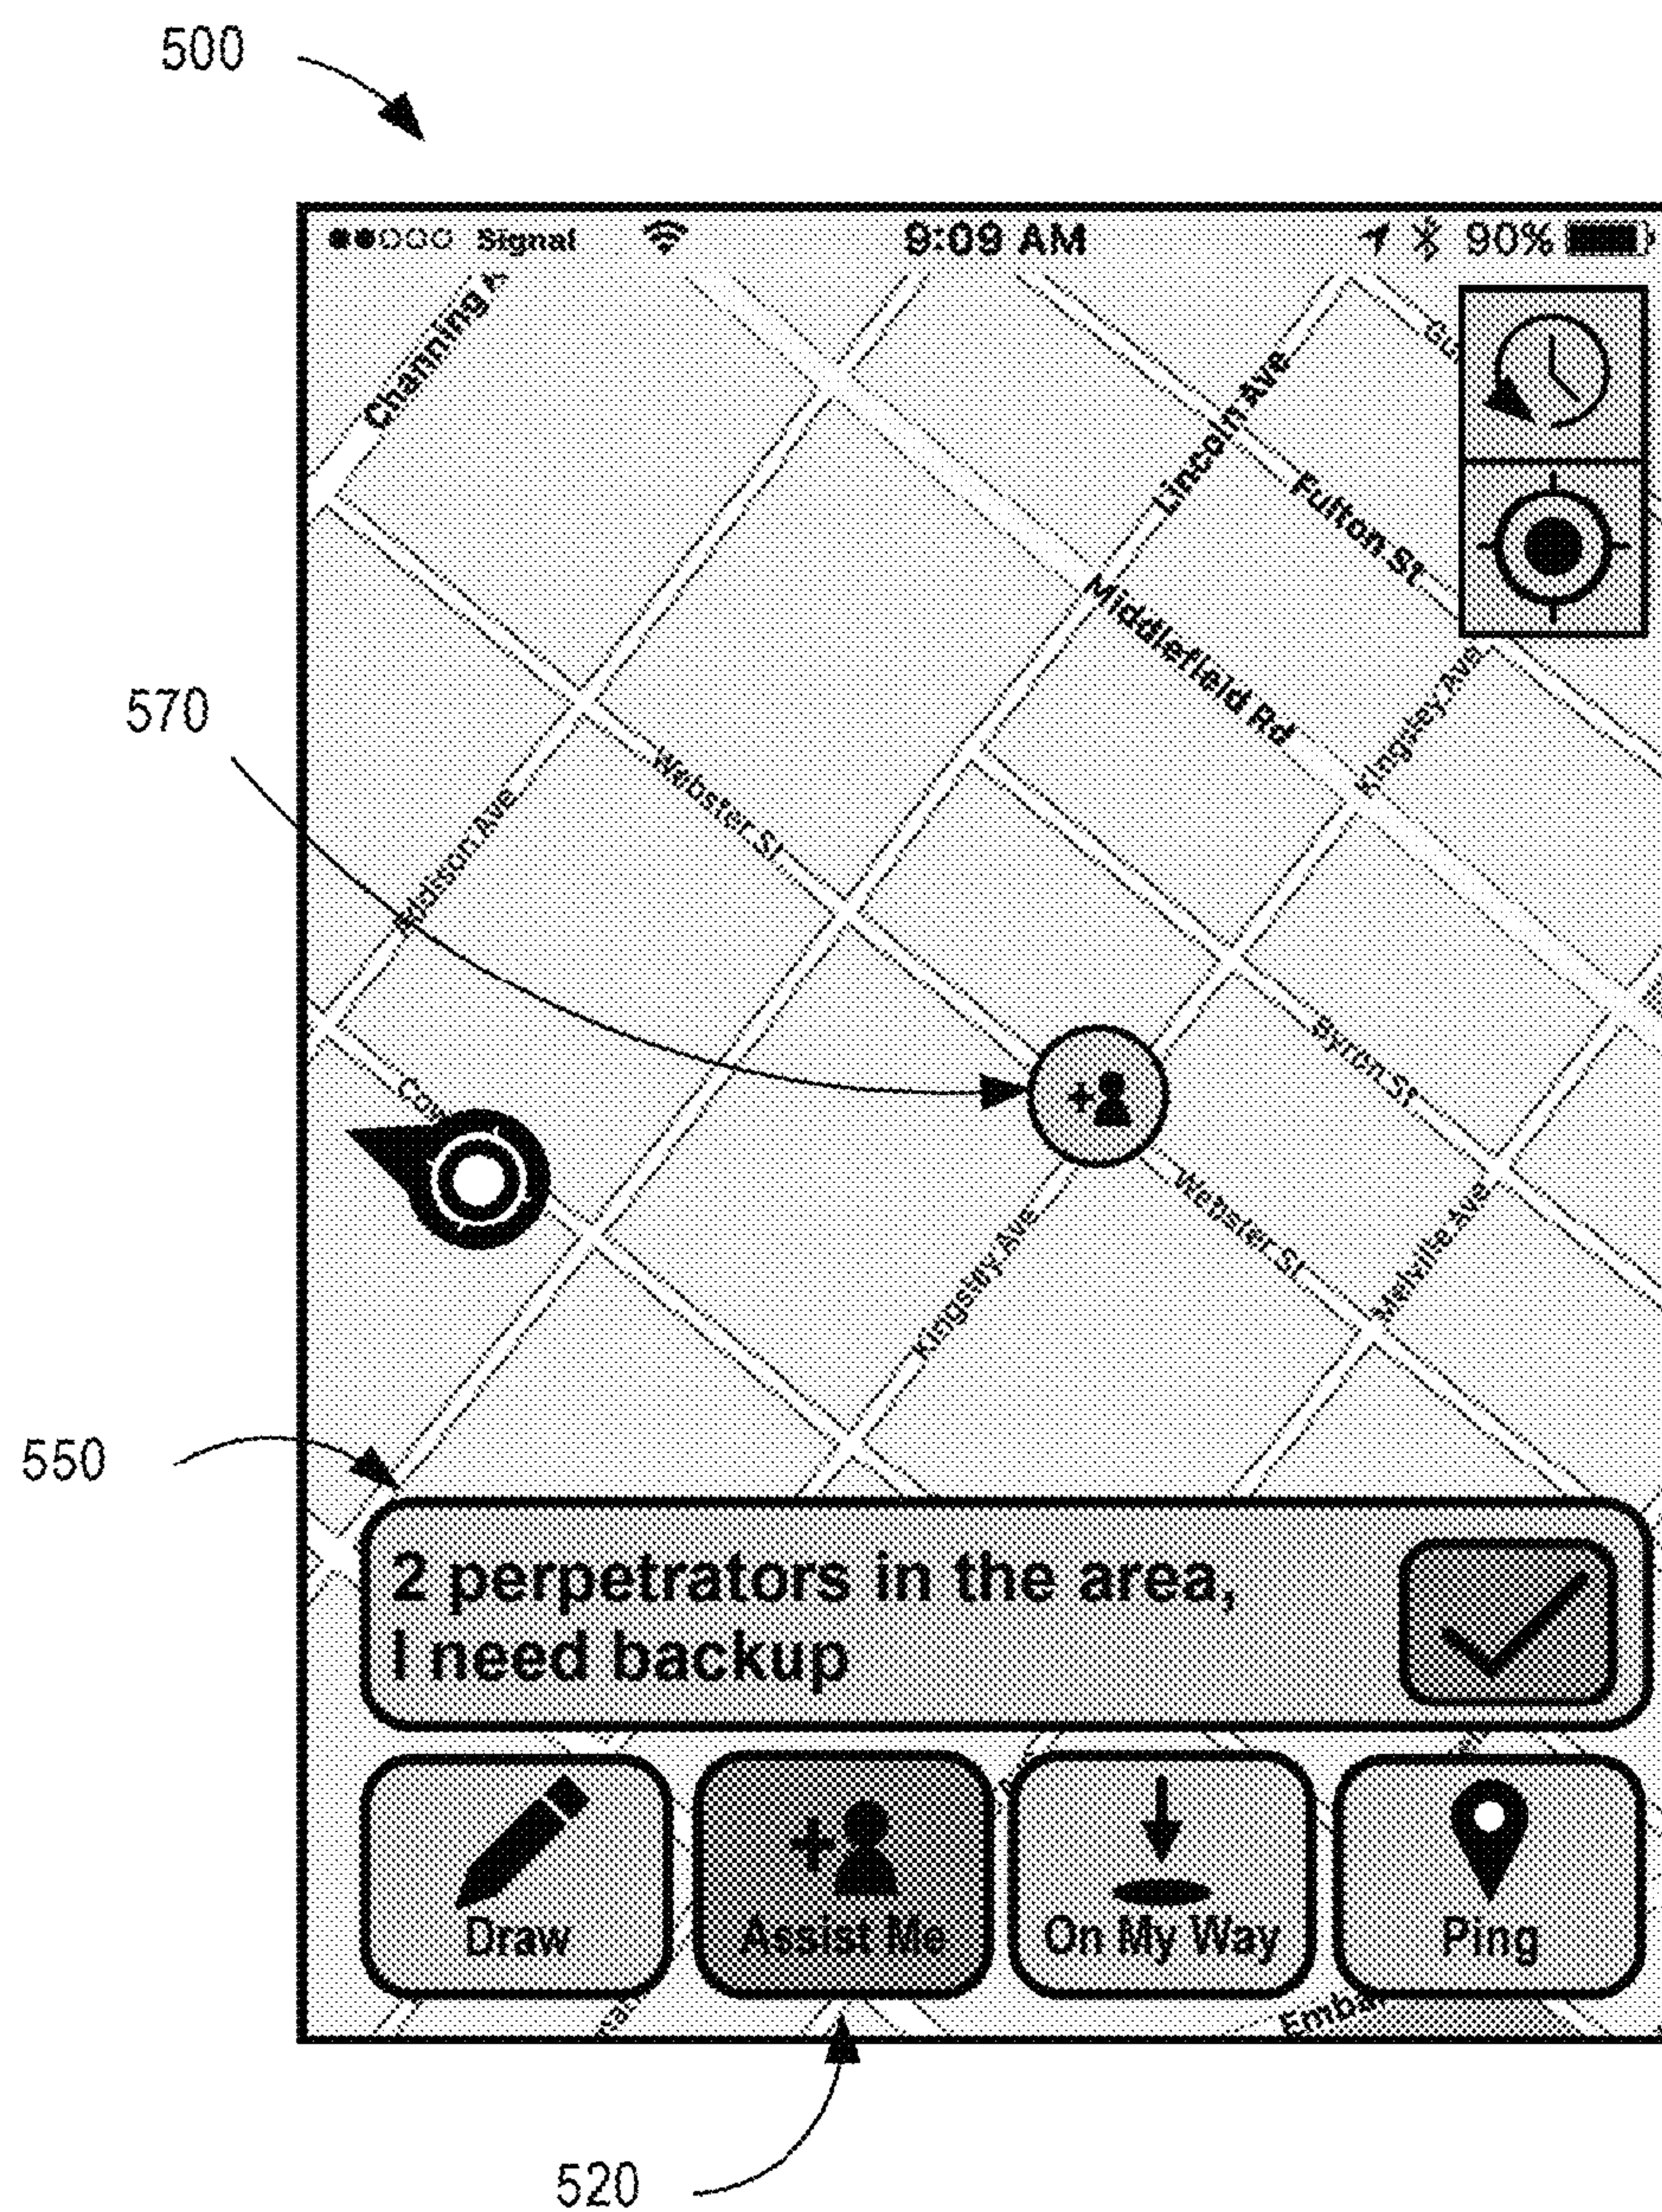 500
Signal
9:09 AM
90%
Channing
Lincoln Ave
Fulton St
Middlefield Rd
Kingsley Ave
570
Webster St
Addison Ave
Byron St
Webster St
Kingsley Ave
Melville Ave
550
2 perpetrators in the area,
I need backup
Draw
Assist Me
On My Way
Ping
520